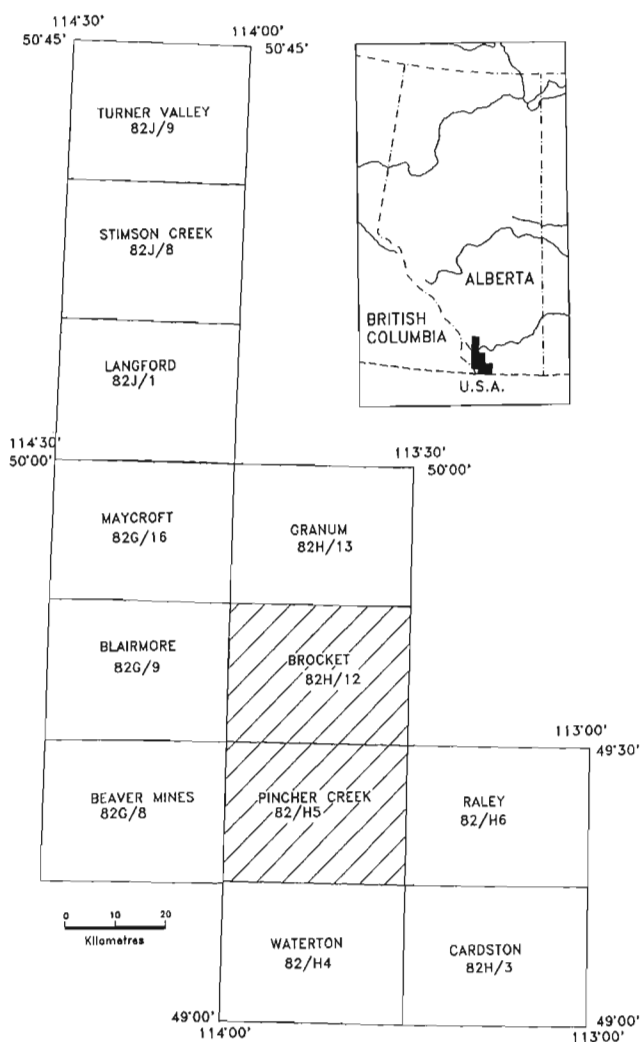 114°30'
50°45'
114°00'
50°45'
TURNER VALLEY
82J/9
STIMSON CREEK
82J/8
LANGFORD
82J/1
ALBERTA
BRITISH
COLUMBIA
U.S.A.
114°30'
50°00'
113°30'
50°00'
MAYCROFT
82G/16
GRANUM
82H/13
BLAIRMORE
82G/9
BROCKET
82H/12
113°00'
49°30'
BEAVER MINES
82G/8
PINCHER CREEK
82/H5
RALEY
82/H6
0 10 20
Kilometres
WATERTON
82/H4
CARDSTON
82H/3
49°00'
114°00'
49°00'
113°00'